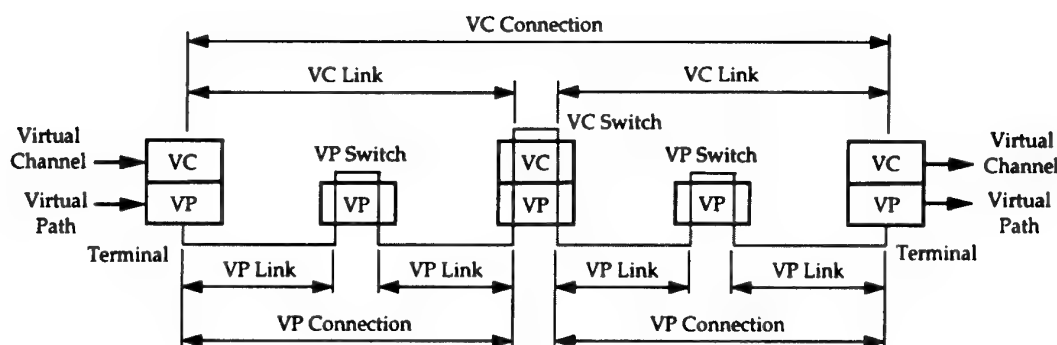 VC Connection
VC Link
VC Link
VC Switch
Virtual
Channel
VC
VP Switch
VC
VP Switch
VC
Virtual
Channel
Virtual
Path
VP
VP
VP
VP
VP
Virtual
Path
Terminal
Terminal
VP Link
VP Link
VP Link
VP Link
VP Connection
VP Connection